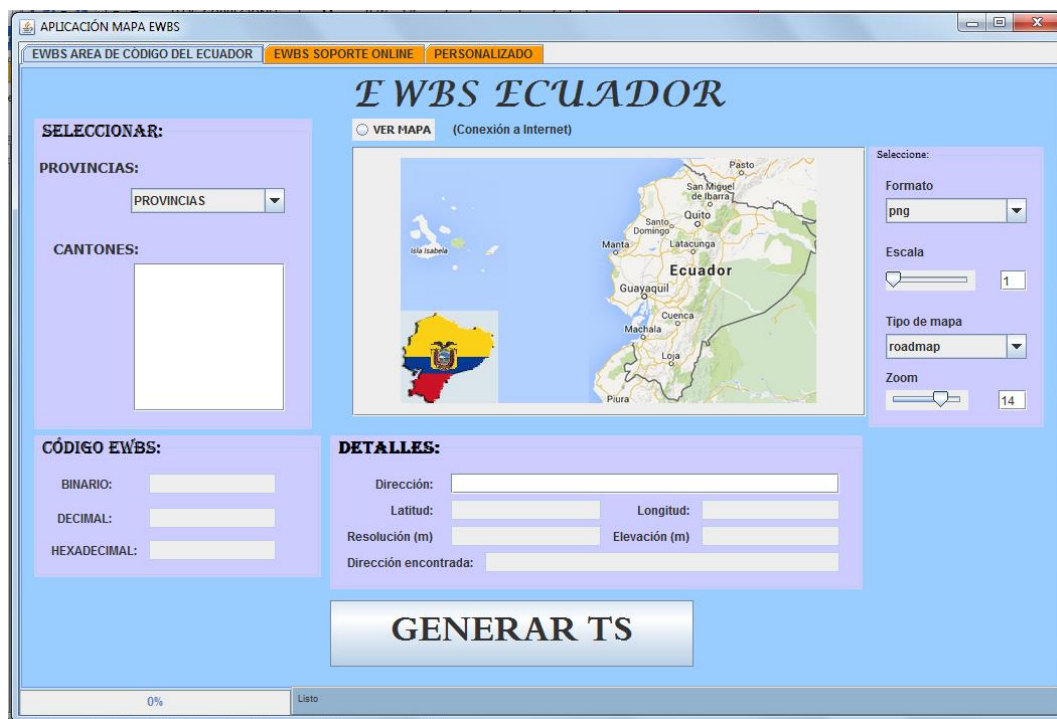 APLICACIÓN MAPA EWBS
EWBS AREA DE CÓDIGO DEL ECUADOR
EWBS SOPORTE ONLINE
PERSONALIZADO
EWBS ECUADOR
SELECCIONAR:
VER MAPA
(Conexión a Internet)
PROVINCIAS:
PROVINCIAS
CANTONES:
Pasto
San Miguel
de Ibarra
Quito
Santo
Domingo
Manta
Latacunga
Isla Isabela
Ecuador
Guayaquil
Cuenca
Machala
Loja
Piura
Seleccione:
Formato
png
Escala
1
Tipo de mapa
roadmap
Zoom
14
CÓDIGO EWBS:
BINARIO:
DECIMAL:
HEXADECIMAL:
DETALLES:
Dirección:
Latitud:
Longitud:
Resolución (m)
Elevación (m)
Dirección encontrada:
GENERAR TS
0%
Listo